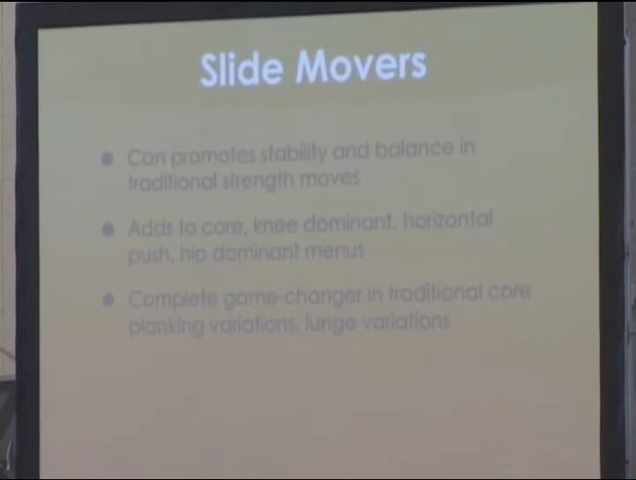 Slide Movers
Can promotes stability and balance in
traditional strength moves
Adds to core, knee dominant, horizontal
push, hip dominant menus
Complete game-changer in traditional core
planking variations, lunge variations